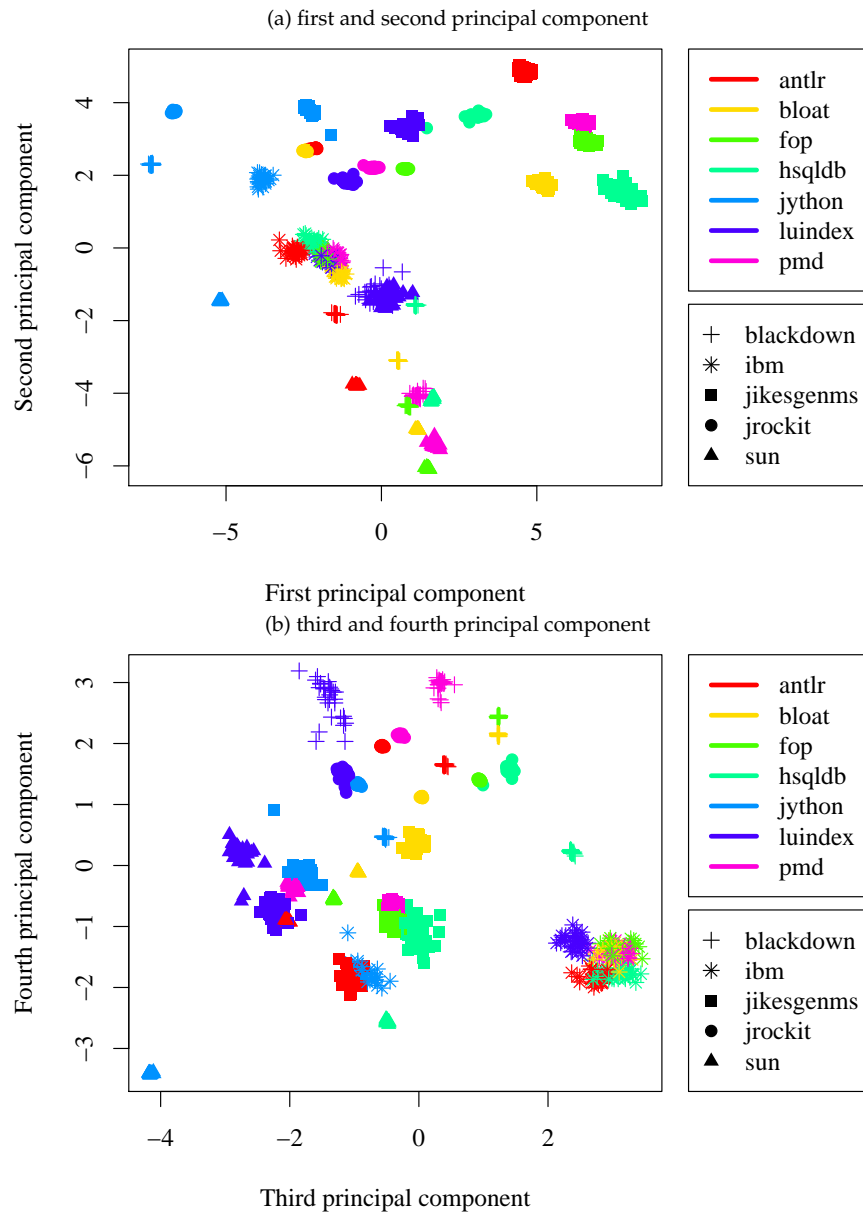 (a) first and second principal component
Second principal component
4
2
0
−2
−4
−6
−5
0
5
First principal component
antlr
bloat
fop
hsqldb
jython
luindex
pmd
blackdown
ibm
jikesgenms
jrockit
sun
(b) third and fourth principal component
Fourth principal component
3
2
1
0
−1
−2
−3
−4
−2
0
2
Third principal component
antlr
bloat
fop
hsqldb
jython
luindex
pmd
blackdown
ibm
jikesgenms
jrockit
sun